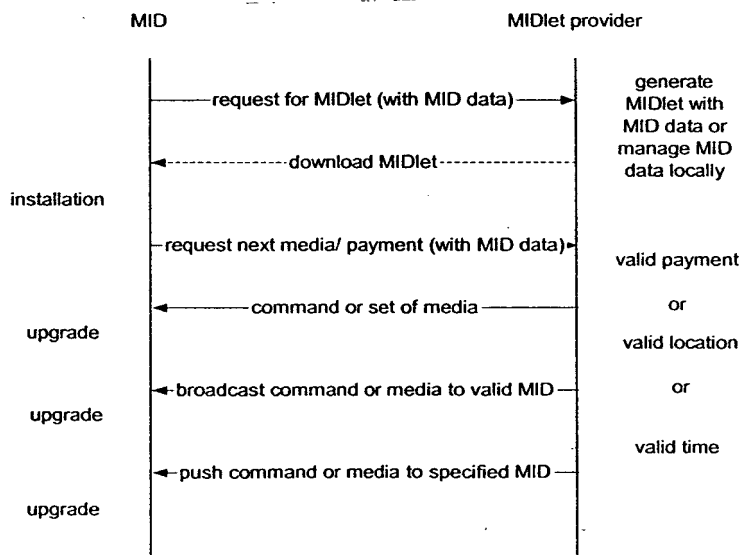 MID
MIDlet provider
request for MIDlet (with MID data)
generate
MIDlet with
MID data or
manage MID
data locally
download MIDlet
installation
request next media/ payment (with MID data)
valid payment
command or set of media
or
upgrade
valid location
broadcast command or media to valid MID
or
upgrade
valid time
push command or media to specified MID
upgrade